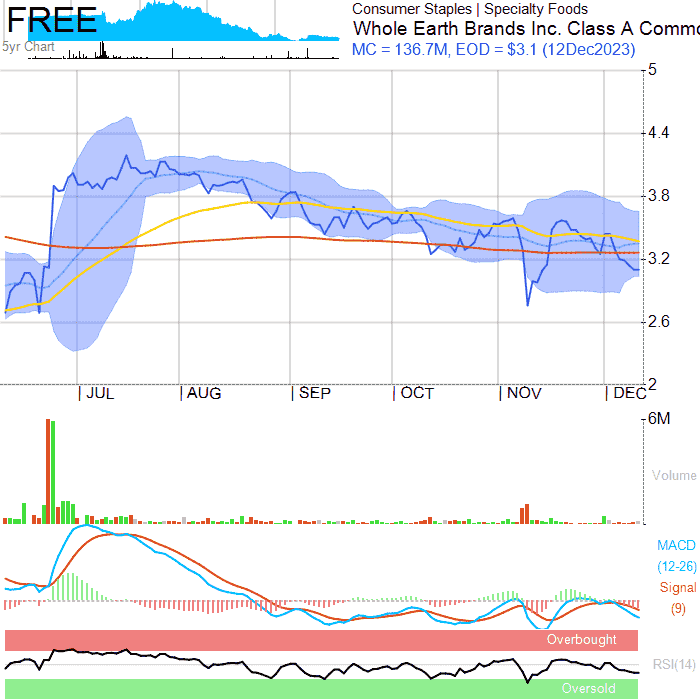 FREE
5yr Chart
Consumer Staples | Specialty Foods
Whole Earth Brands Inc. Class A Commo
MC = 136.7M, EOD = $3.1 (12Dec2023)
5
4.4
3.8
3.2
2.6
2
| JUL | AUG | SEP | OCT | NOV | DEC
6M
Volume
MACD
(12-26)
Signal
(9)
Overbought
RSI(14)
Oversold